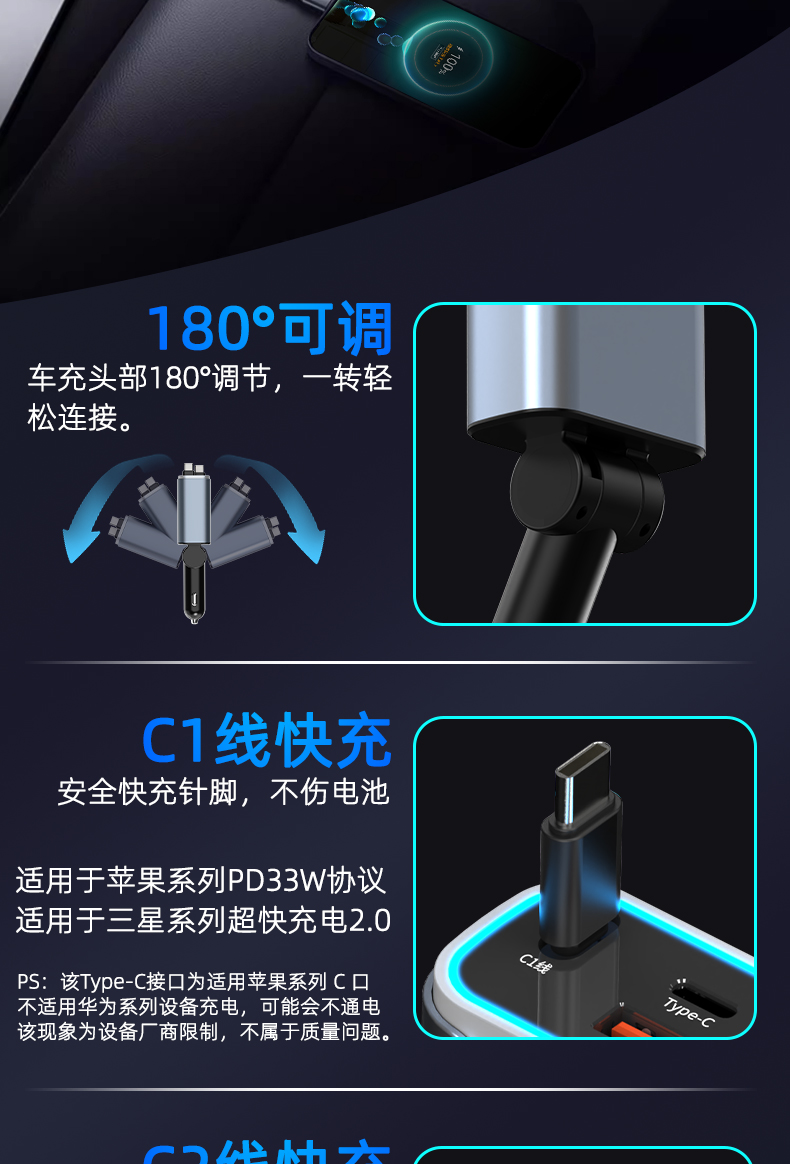 100%
180°可调
车充头部180°调节，一转轻
松连接。
C1线快充
安全快充针脚，不伤电池
适用于苹果系列PD33W协议
适用于三星系列超快充电2.0
PS：该Type-C接口为适用苹果系列 C 口
不适用华为系列设备充电，可能会不通电
该现象为设备厂商限制，不属于质量问题。
C1线
Type-C
C2线快充